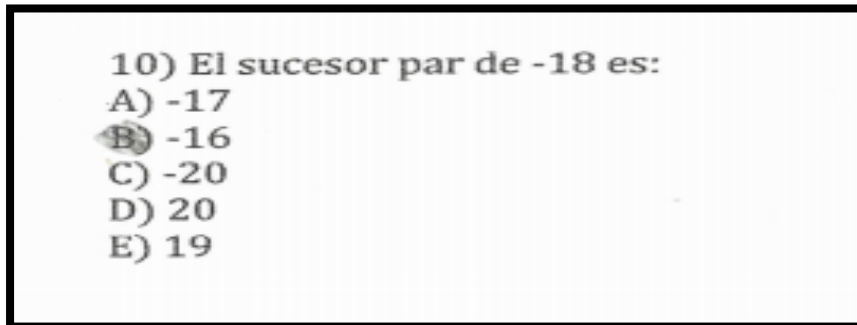 10) El sucesor par de -18 es:
A) -17
B) -16
C) -20
D) 20
E) 19